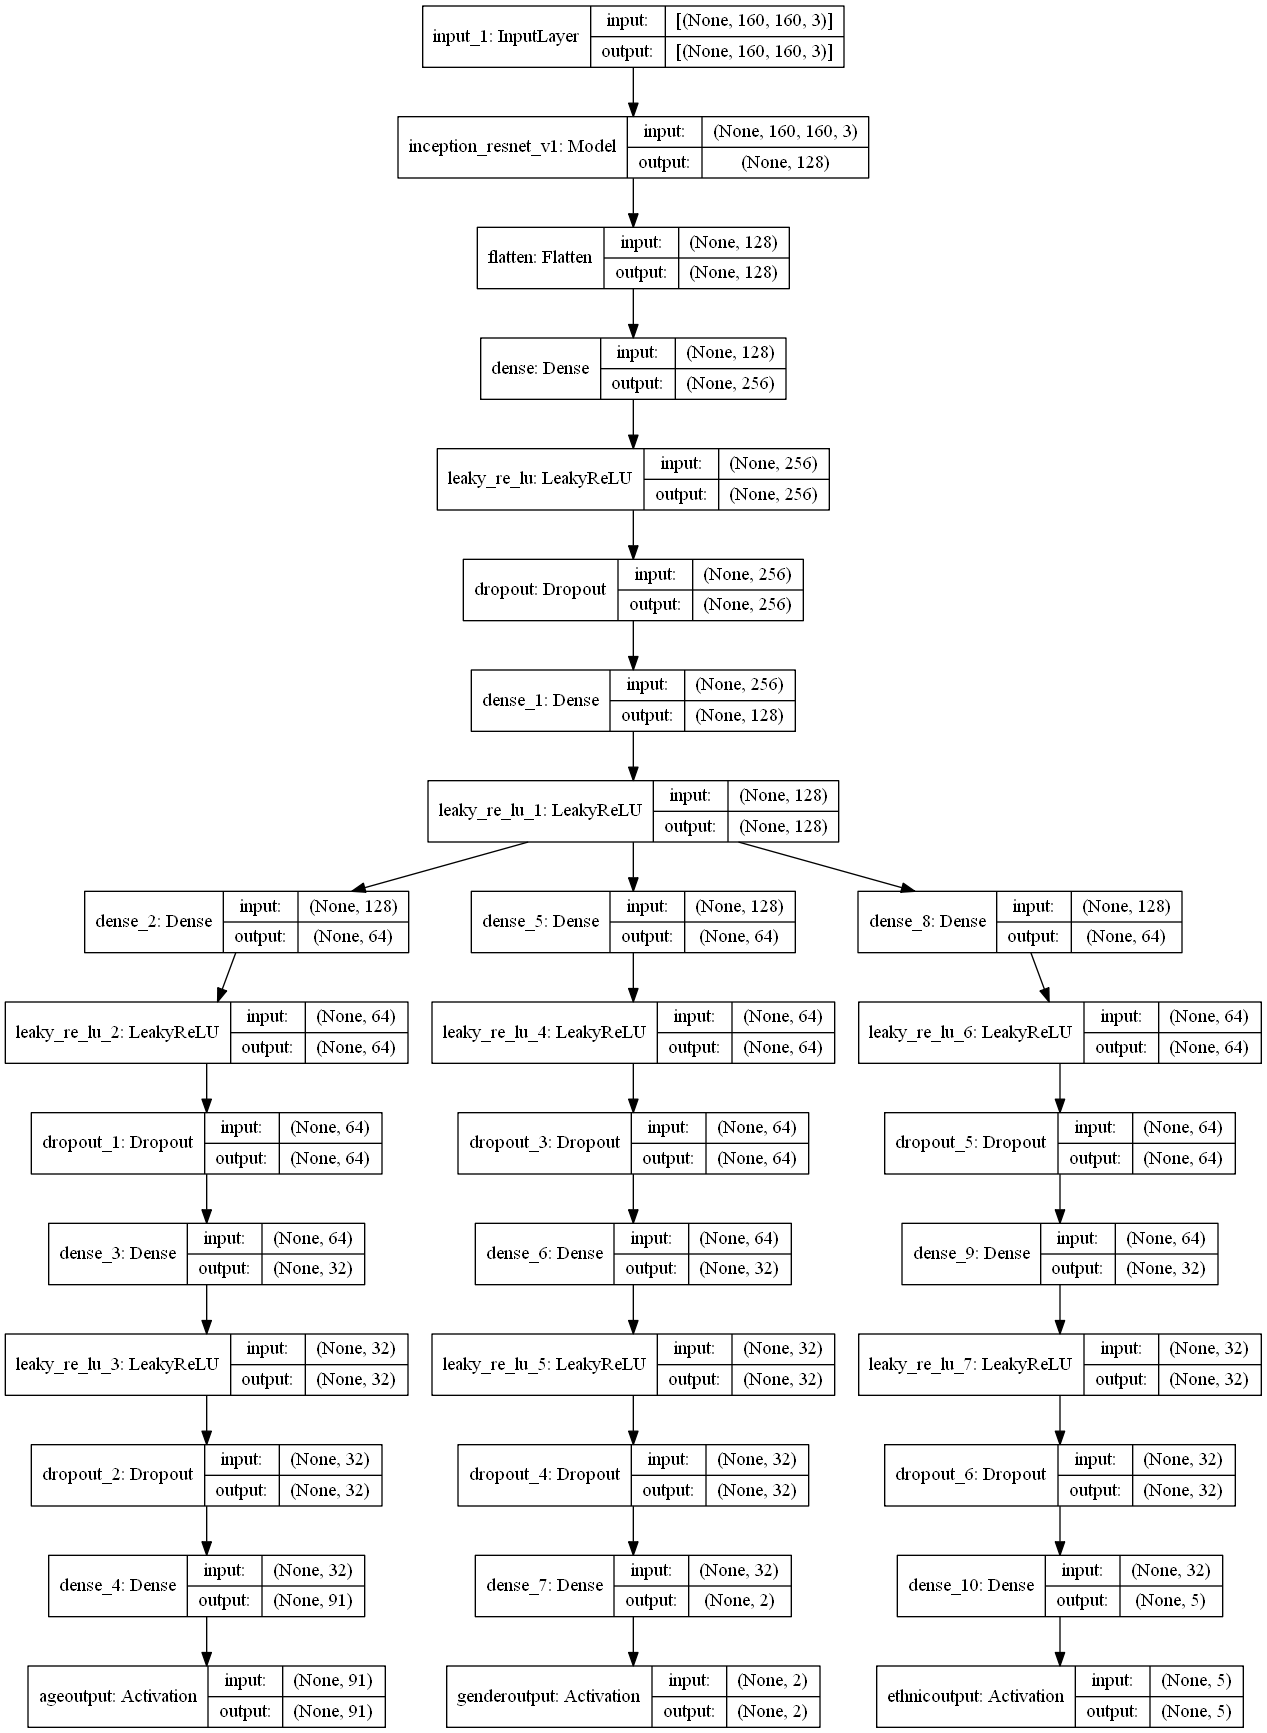 input_1: InputLayer
input: [(None, 160, 160, 3)]
output: [(None, 160, 160, 3)]
inception_resnet_v1: Model
input: (None, 160, 160, 3)
output: (None, 128)
flatten: Flatten
input: (None, 128)
output: (None, 128)
dense: Dense
input: (None, 128)
output: (None, 256)
leaky_re_lu: LeakyReLU
input: (None, 256)
output: (None, 256)
dropout: Dropout
input: (None, 256)
output: (None, 256)
dense_1: Dense
input: (None, 256)
output: (None, 128)
leaky_re_lu_1: LeakyReLU
input: (None, 128)
output: (None, 128)
dense_2: Dense
input: (None, 128)
output: (None, 64)
dense_5: Dense
input: (None, 128)
output: (None, 64)
dense_8: Dense
input: (None, 128)
output: (None, 64)
leaky_re_lu_2: LeakyReLU
input: (None, 64)
output: (None, 64)
leaky_re_lu_4: LeakyReLU
input: (None, 64)
output: (None, 64)
leaky_re_lu_6: LeakyReLU
input: (None, 64)
output: (None, 64)
dropout_1: Dropout
input: (None, 64)
output: (None, 64)
dropout_3: Dropout
input: (None, 64)
output: (None, 64)
dropout_5: Dropout
input: (None, 64)
output: (None, 64)
dense_3: Dense
input: (None, 64)
output: (None, 32)
dense_6: Dense
input: (None, 64)
output: (None, 32)
dense_9: Dense
input: (None, 64)
output: (None, 32)
leaky_re_lu_3: LeakyReLU
input: (None, 32)
output: (None, 32)
leaky_re_lu_5: LeakyReLU
input: (None, 32)
output: (None, 32)
leaky_re_lu_7: LeakyReLU
input: (None, 32)
output: (None, 32)
dropout_2: Dropout
input: (None, 32)
output: (None, 32)
dropout_4: Dropout
input: (None, 32)
output: (None, 32)
dropout_6: Dropout
input: (None, 32)
output: (None, 32)
dense_4: Dense
input: (None, 32)
output: (None, 91)
dense_7: Dense
input: (None, 32)
output: (None, 2)
dense_10: Dense
input: (None, 32)
output: (None, 5)
ageoutput: Activation
input: (None, 91)
output: (None, 91)
genderoutput: Activation
input: (None, 2)
output: (None, 2)
ethnicoutput: Activation
input: (None, 5)
output: (None, 5)